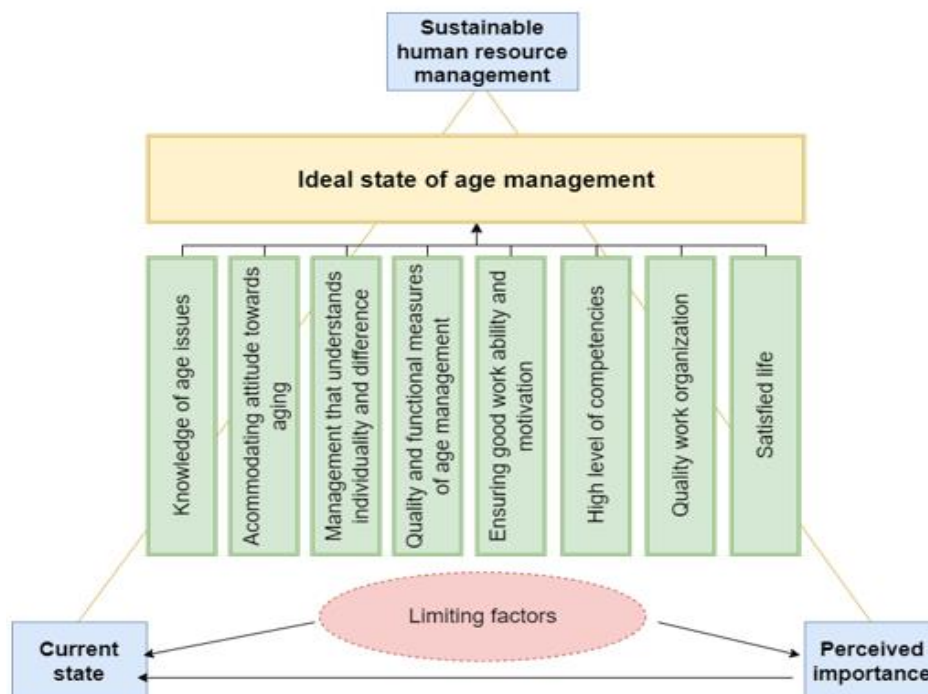 Sustainable
human resource
management
Ideal state of age management
Knowledge of age issues
Acommodating attitude towards
aging
Management that understands
individuality and difference
Quality and functional measures
of age management
Ensuring good work ability and
motivation
High level of competencies
Quality work organization
Satisfied life
Limiting factors
Current
state
Perceived
importance